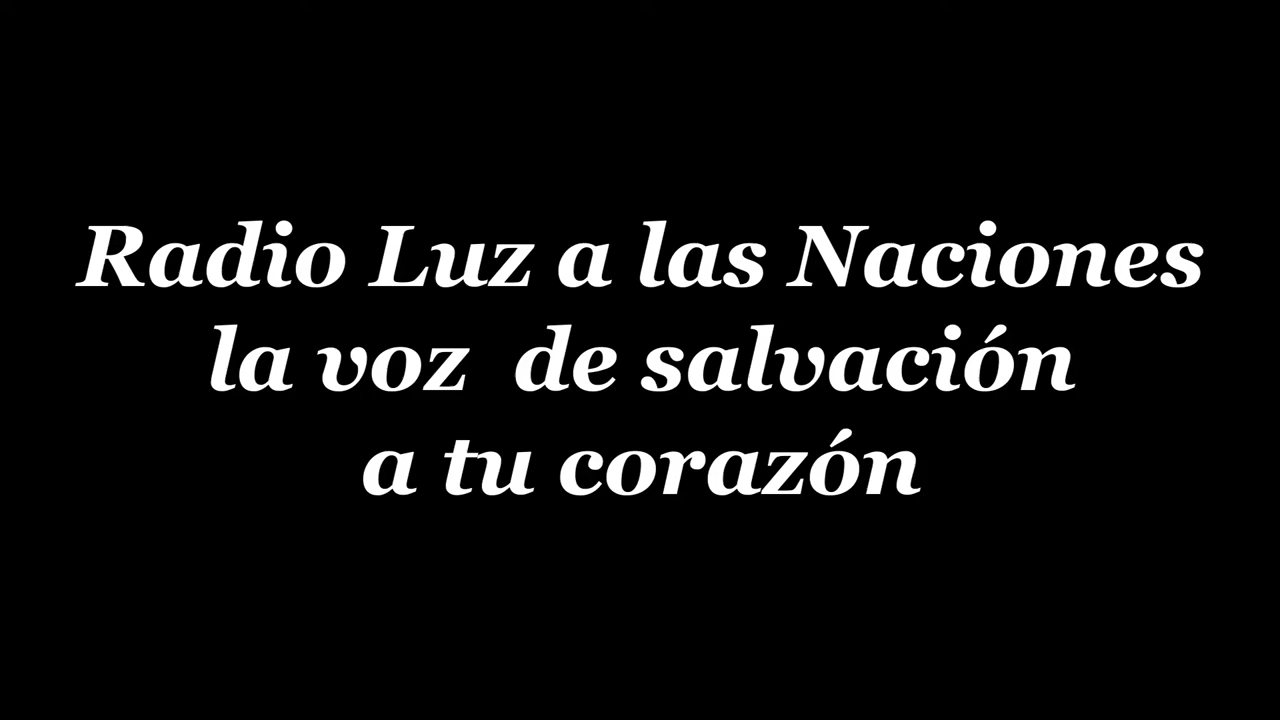 Radio Luz a las Naciones
la voz  de salvación
a tu corazón